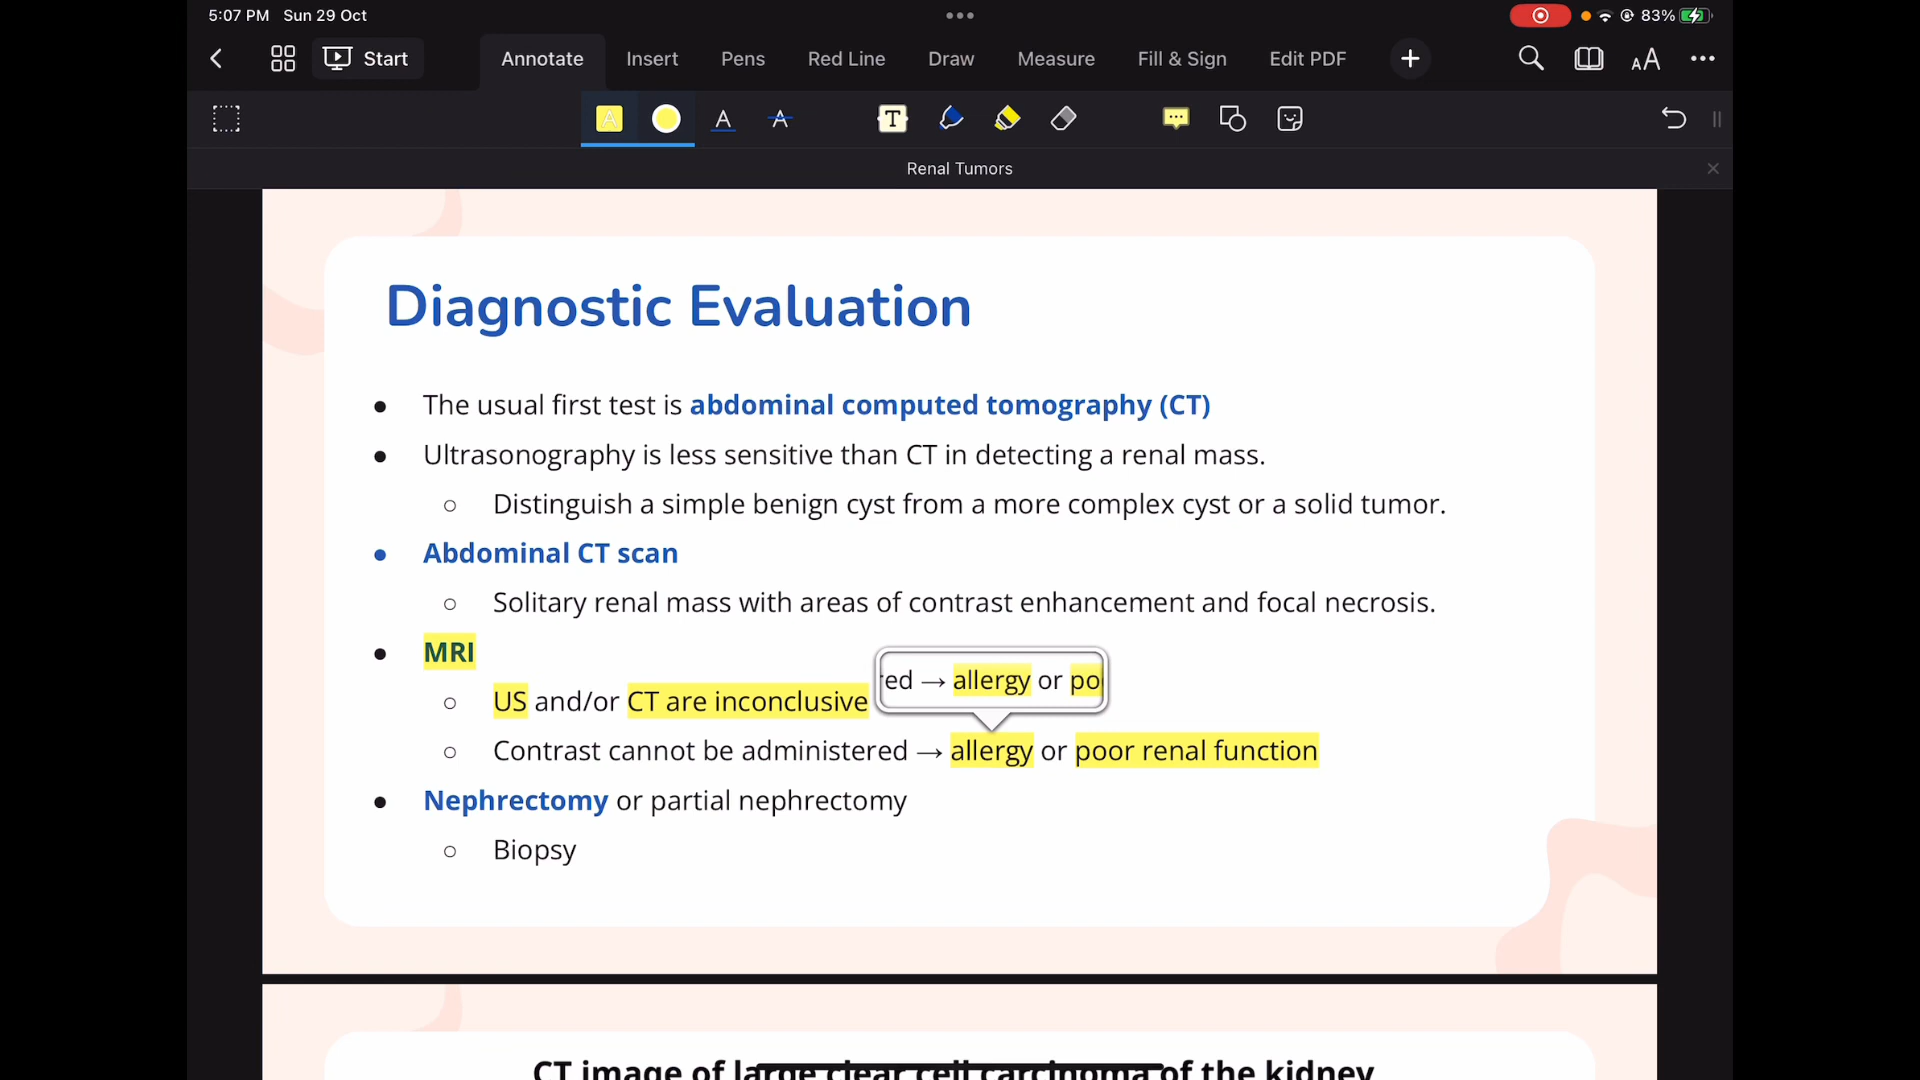 5:07 PM Sun 29 Oct
83%
Start
Annotate Insert Pens Red Line Draw Measure Fill & Sign Edit PDF
Renal Tumors
Diagnostic Evaluation
● The usual first test is abdominal computed tomography (CT)
● Ultrasonography is less sensitive than CT in detecting a renal mass.
○ Distinguish a simple benign cyst from a more complex cyst or a solid tumor.
● Abdominal CT scan
○ Solitary renal mass with areas of contrast enhancement and focal necrosis.
● MRI
red → allergy or po
○ US and/or CT are inconclusive
○ Contrast cannot be administered → allergy or poor renal function
● Nephrectomy or partial nephrectomy
○ Biopsy
CT image of large clear cell carcinoma of the kidney